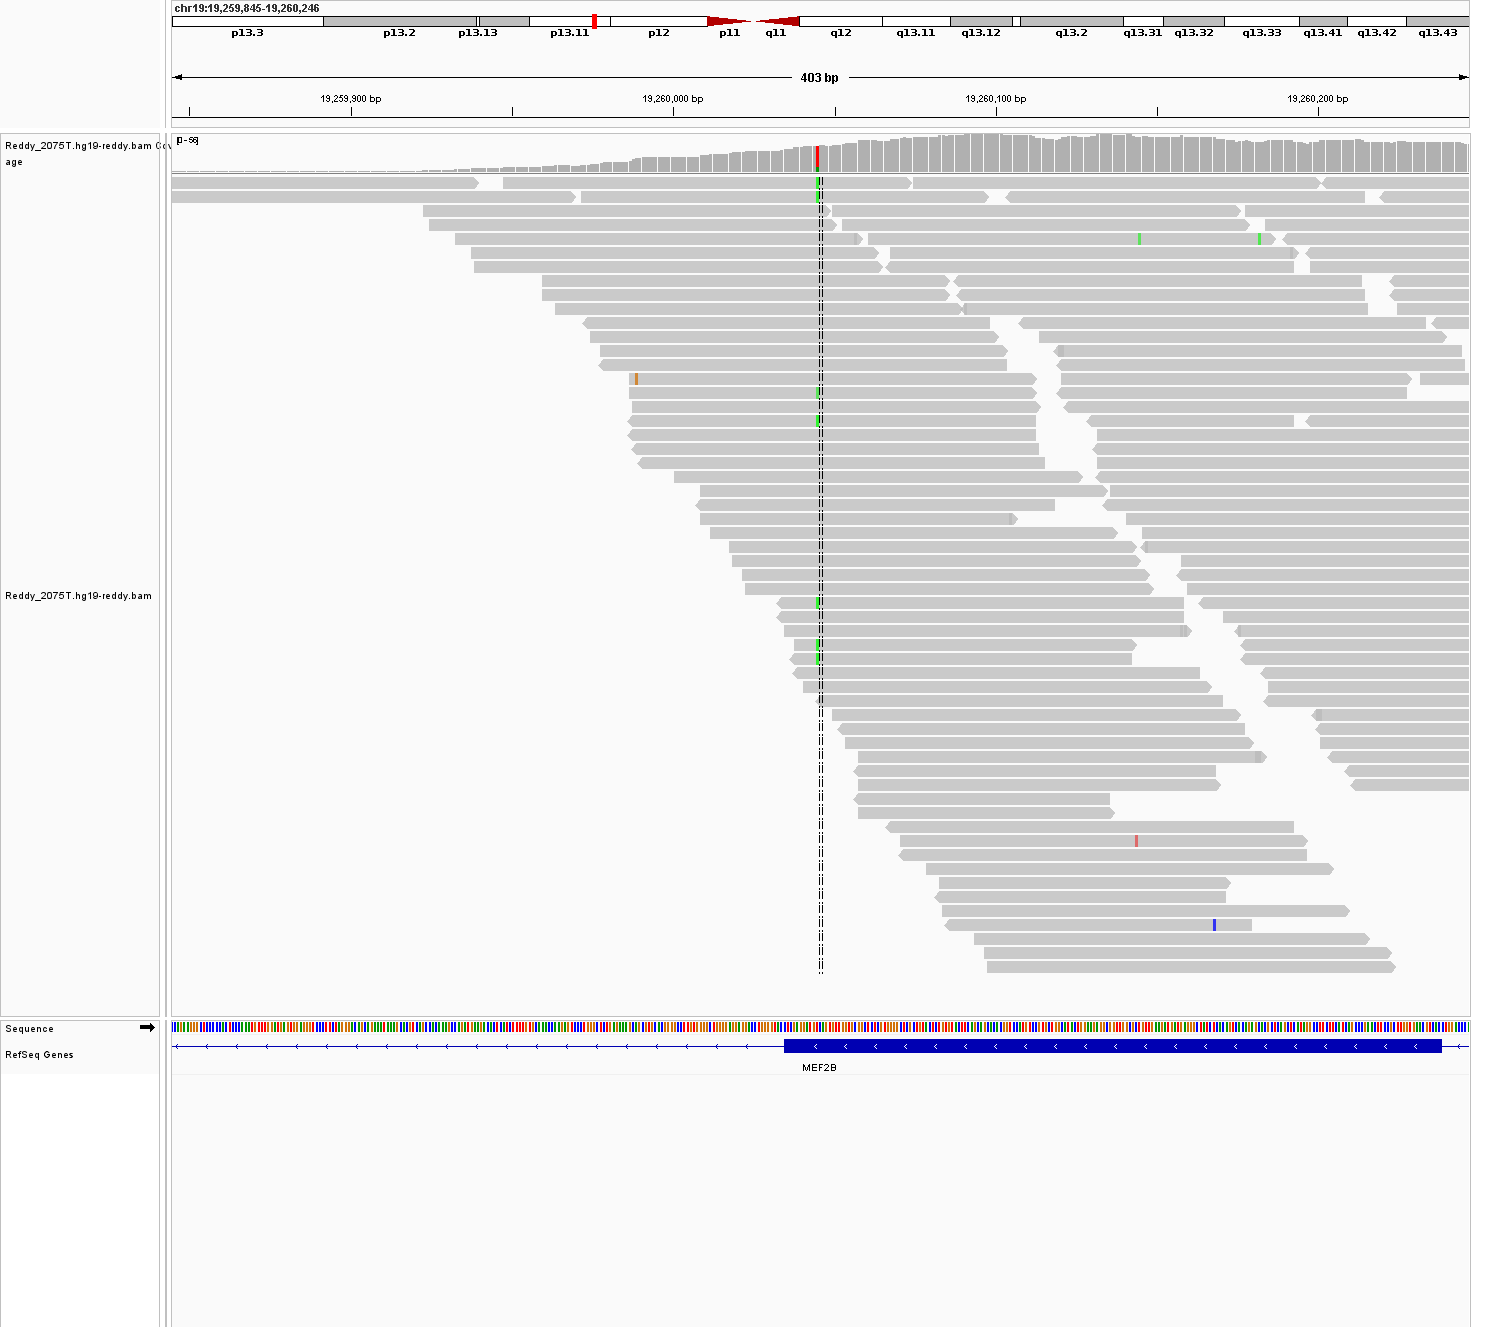 chr19:19,259,845-19,260,246
p13.3 p13.2 p13.13 p13.11 p12 p11 q11 q12 q13.11 q13.12 q13.2 q13.31 q13.32 q13.33 q13.41 q13.42 q13.43
403 bp
19,259,900 bp 19,260,000 bp 19,260,100 bp 19,260,200 bp
Reddy_2075T.hg19-reddy.bam Cov
age
Reddy_2075T.hg19-reddy.bam
Sequence
RefSeq Genes
MEF2B